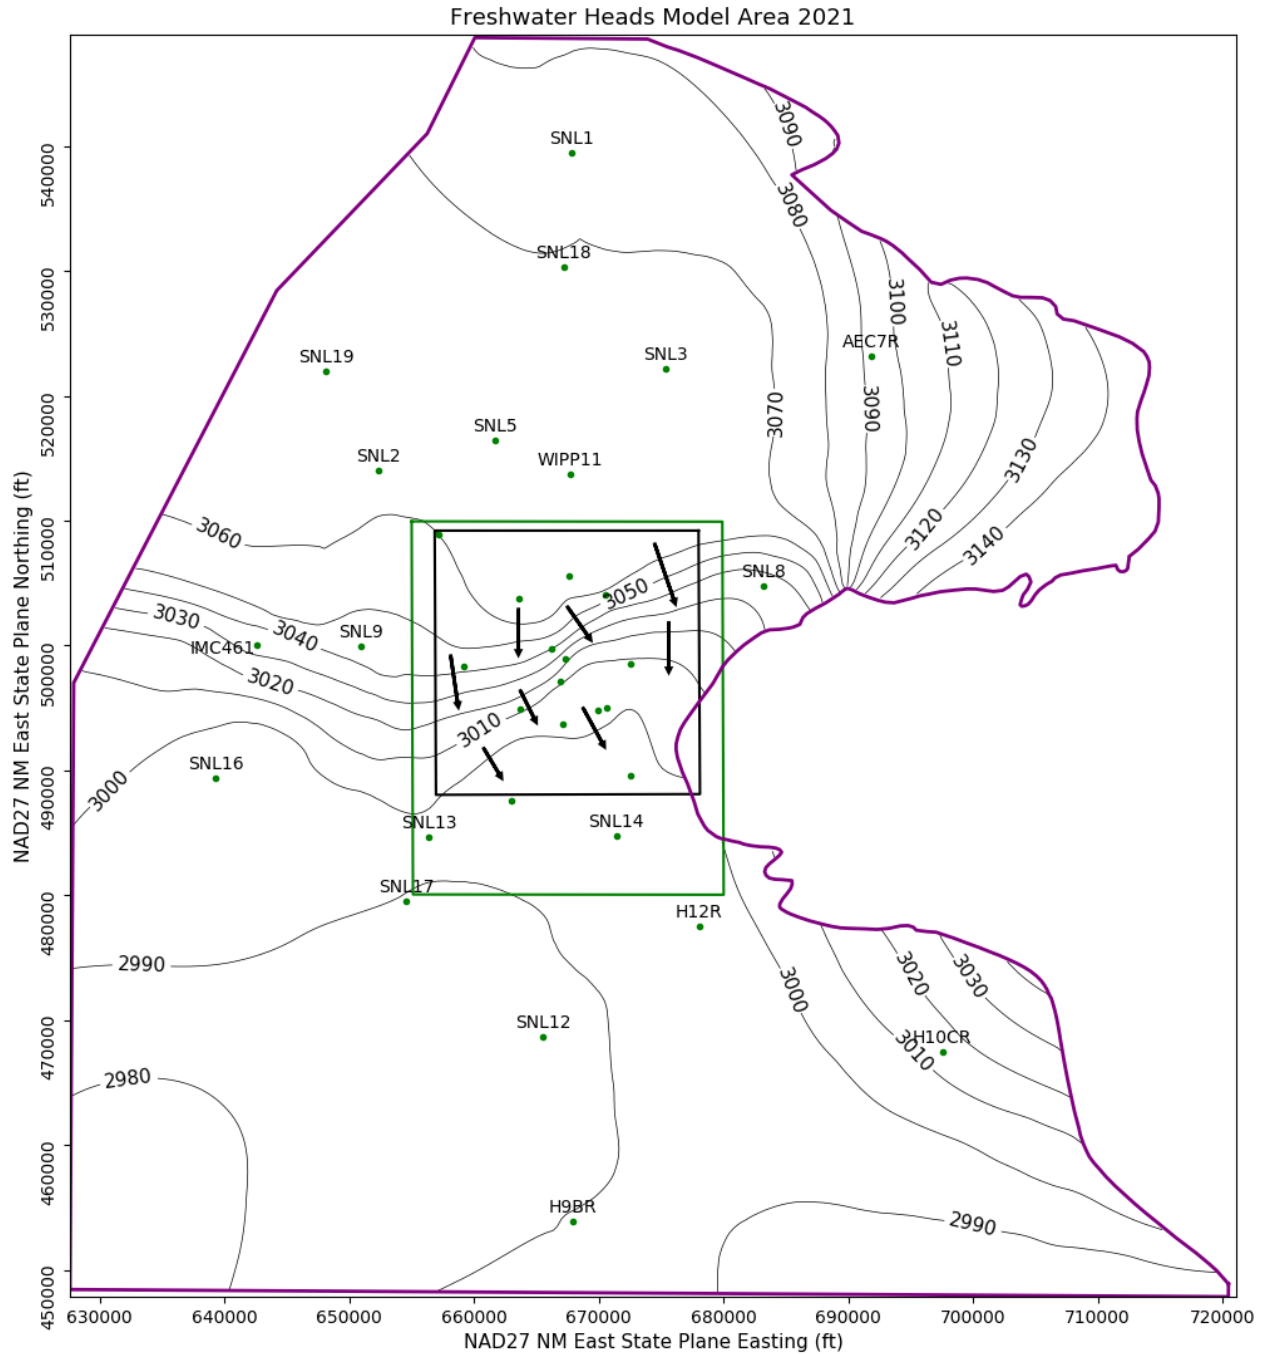 Freshwater Heads Model Area 2021
3090
SNL1
3080
SNL18
3100
3110
AEC7R
SNL19
SNL3
3070
3090
SNL5
SNL2
WIPP11
3130
3060
3120
3140
SNL8
3050
3030
3040
SNL9
IMC461
3020
3010
SNL16
3000
SNL13
SNL14
SNL17
H12R
2990
3000
3020
3030
SNL12
H10CR
3010
2980
H9BR
2990
540000
530000
520000
510000
500000
490000
480000
470000
460000
450000
NAD27 NM East State Plane Northing (ft)
630000 640000 650000 660000 670000 680000 690000 700000 710000 720000
NAD27 NM East State Plane Easting (ft)